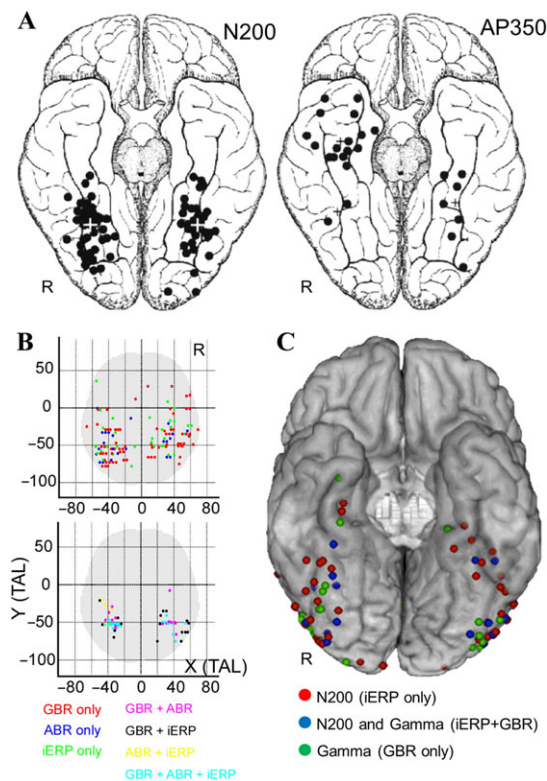 A
N200
AP350
R
R
B
C
R
50
0
−50
−100
−80 −40 0 40 80
50
0
−50
−100
Y (TAL)
X (TAL)
−80 −40 0 40 80
GBR only
ABR only
iERP only
GBR + ABR
GBR + iERP
ABR + iERP
GBR + ABR + iERP
R
N200 (iERP only)
N200 and Gamma (iERP+GBR)
Gamma (GBR only)